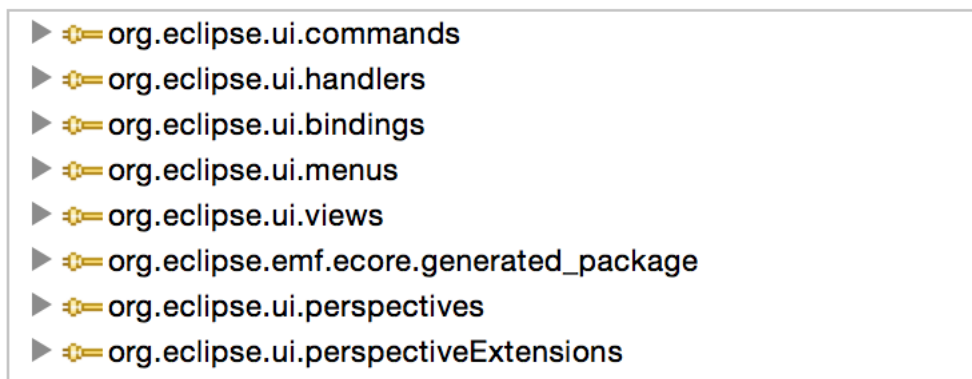 org.eclipse.ui.commands
org.eclipse.ui.handlers
org.eclipse.ui.bindings
org.eclipse.ui.menus
org.eclipse.ui.views
org.eclipse.emf.ecore.generated_package
org.eclipse.ui.perspectives
org.eclipse.ui.perspectiveExtensions